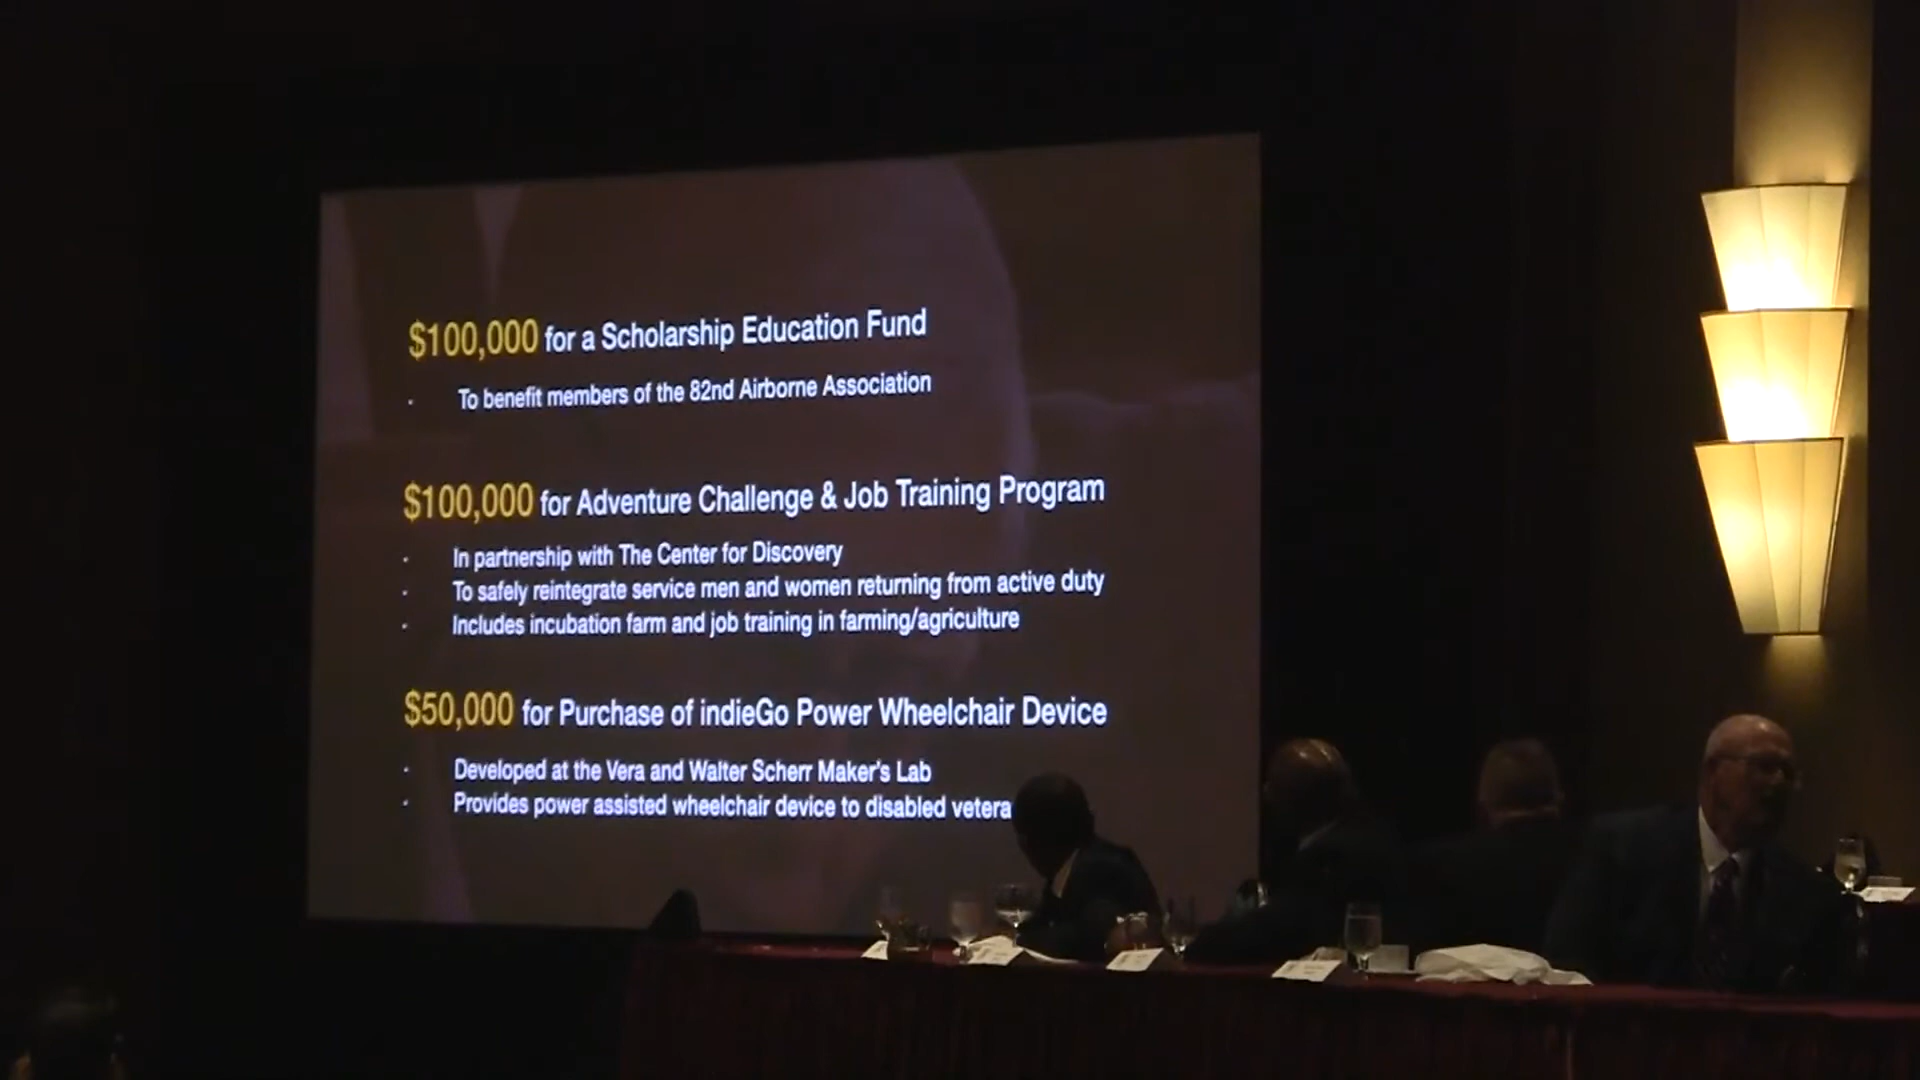 $100,000 for a Scholarship Education Fund
· To benefit members of the 82nd Airborne Association
$100,000 for Adventure Challenge & Job Training Program
· In partnership with The Center for Discovery
· To safely reintegrate service men and women returning from active duty
· Includes incubation farm and job training in farming/agriculture
$50,000 for Purchase of indieGo Power Wheelchair Device
· Developed at the Vera and Walter Scherr Maker's Lab
· Provides power assisted wheelchair device to disabled vetera